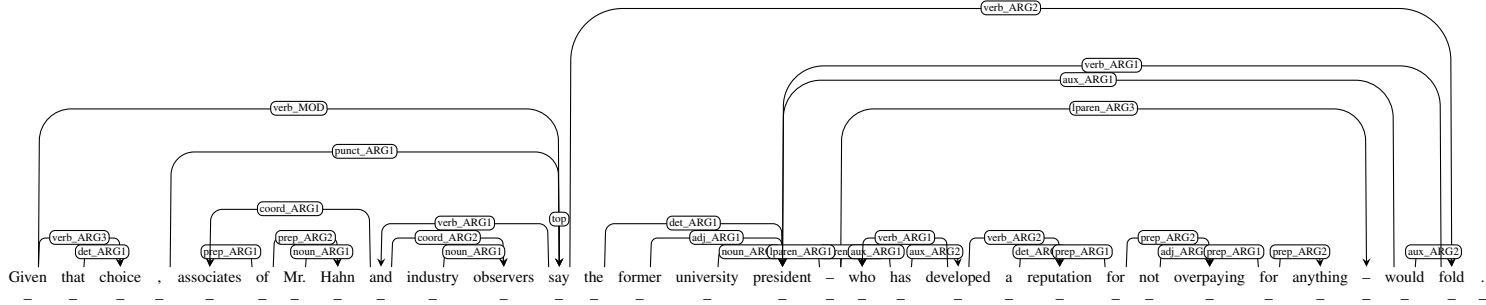 verb_ARG2
verb_ARG1
aux_ARG1
verb_MOD lparen_ARG3
punct_ARG1
coord_ARG1
top
verb_ARG1 det_ARG1
verb_ARG3 prep_ARG2 coord_ARG2 adj_ARG1 verb_ARG1 verb_ARG2 prep_ARG2
det_ARG1 prep_ARG1 noun_ARG1 noun_ARG1 lparen_ARG1 aux_ARG1 aux_ARG2 prep_ARG1 prep_ARG1 prep_ARG2 aux_ARG2
Given that choice , associates of Mr. Hahn and industry observers say the former university president – who has developed a reputation for not overpaying for anything – would fold .
_ _ _ _ _ _ _ _ _ _ _ _ _ _ _ _ _ _ _ _ _ _ _ _ _ _ _ _ _ _ _